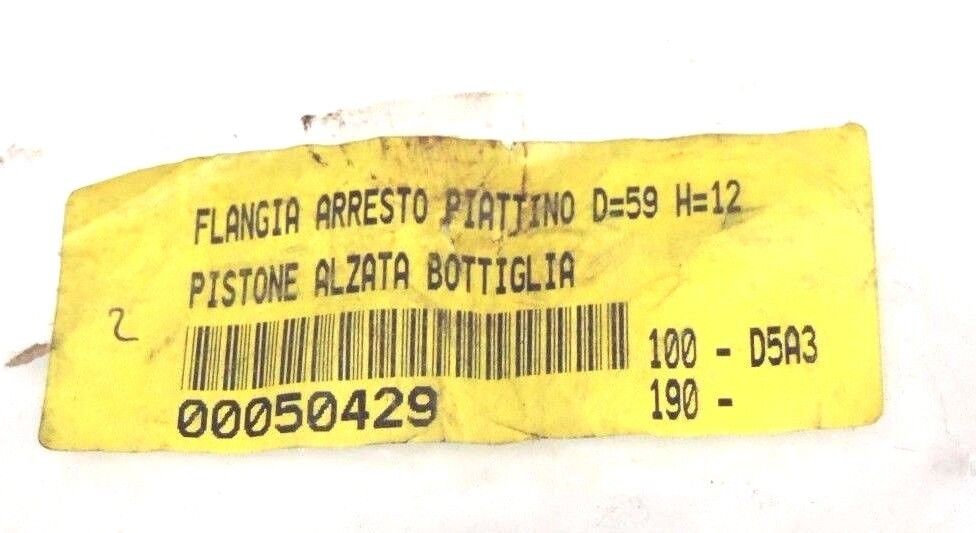 FLANGIA ARRESTO PIATTINO D=59 H=12
PISTONE ALZATA BOTTIGLIA
2
100 - D5A3
00050429
190 -